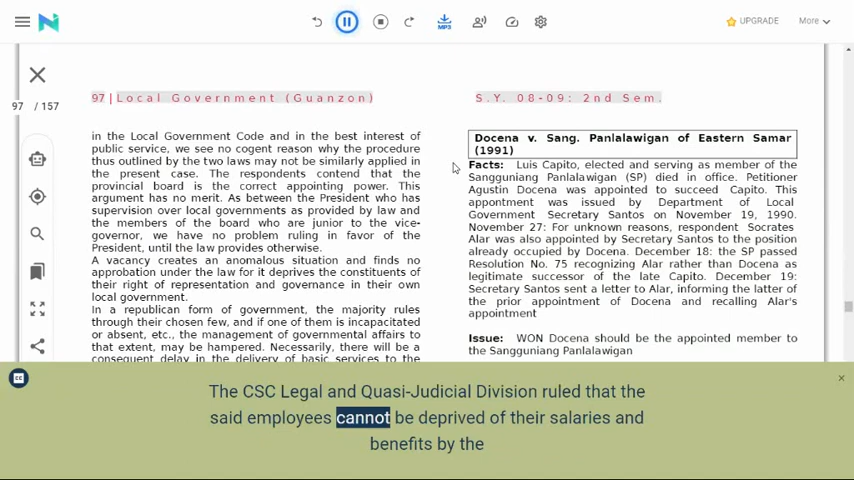 MP3
UPGRADE
More
97 / 157
97|Local Government (Guanzon)
S.Y. 08-09: 2nd Sem.
in the Local Government Code and in the best interest of
public service, we see no cogent reason why the procedure
thus outlined by the two laws may not be similarly applied in
the present case. The respondents contend that the
provincial board is the correct appointing power. This
argument has no merit. As between the President who has
supervision over local governments as provided by law and
the members of the board who are junior to the vice-
governor, we have no problem ruling in favor of the
President, until the law provides otherwise.
A vacancy creates an anomalous situation and finds no
approbation under the law for it deprives the constituents of
their right of representation and governance in their own
local government.
In a republican form of government, the majority rules
through their chosen few, and if one of them is incapacitated
or absent, etc., the management of governmental affairs to
that extent, may be hampered. Necessarily, there will be a
consequent delay in the delivery of basic services to the
Docena v. Sang. Panlalawigan of Eastern Samar
(1991)
Facts: Luis Capito, elected and serving as member of the
Sangguniang Panlalawigan (SP) died in office. Petitioner
Agustin Docena was appointed to succeed Capito. This
appointment was issued by Department of Local
Government Secretary Santos on November 19, 1990.
November 27: For unknown reasons, respondent Socrates
Alar was also appointed by Secretary Santos to the position
already occupied by Docena. December 18: the SP passed
Resolution No. 75 recognizing Alar rather than Docena as
legitimate successor of the late Capito. December 19:
Secretary Santos sent a letter to Alar, informing the latter of
the prior appointment of Docena and recalling Alar's
appointment
Issue: WON Docena should be the appointed member to
the Sangguniang Panlalawigan
The CSC Legal and Quasi-Judicial Division ruled that the
said employees cannot be deprived of their salaries and
benefits by the